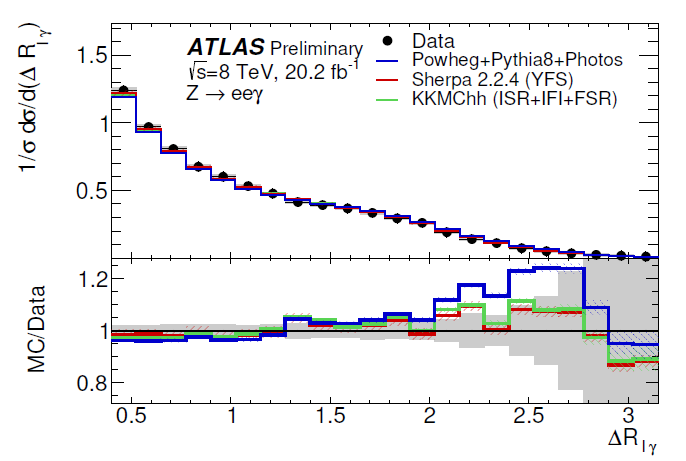 1/σ dσ/d(Δ R_lγ)
1.5
1
0.5
ATLAS Preliminary
√s=8 TeV, 20.2 fb⁻¹
Z → eeγ
Data
Powheg+Pythia8+Photos
Sherpa 2.2.4 (YFS)
KKMChh (ISR+IFI+FSR)
MC/Data
1.2
1
0.8
0.5 1 1.5 2 2.5 3
ΔR_lγ